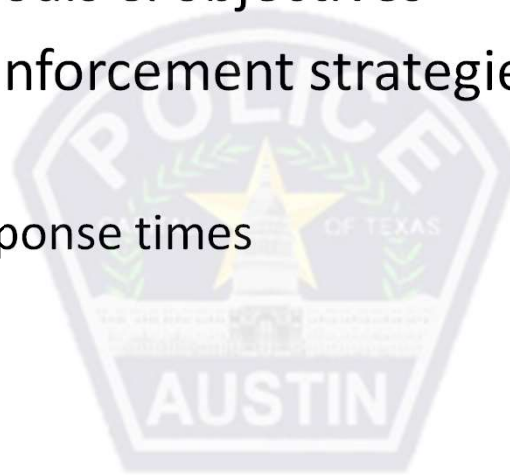 nforcement strategie
POLICE
ponse times
OF TEXAS
AUSTIN